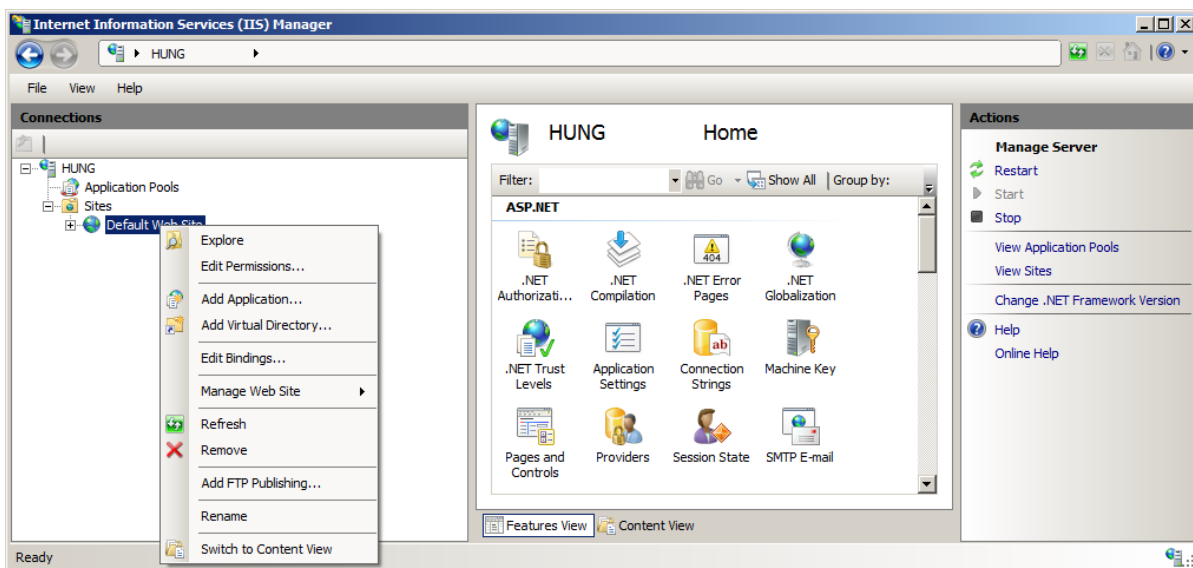 Internet Information Services (IIS) Manager
HUNG
File View Help
Connections
HUNG
Application Pools
Sites
Default Web Site
Explore
Edit Permissions...
Add Application...
Add Virtual Directory...
Edit Bindings...
Manage Web Site
Refresh
Remove
Add FTP Publishing...
Rename
Switch to Content View
HUNG Home
Filter: Go Show All Group by:
ASP.NET
.NET Authorizati...
.NET Compilation
.NET Error Pages
.NET Globalization
404
.NET Trust Levels
Application Settings
Connection Strings
Machine Key
ab
Pages and Controls
Providers
Session State
SMTP E-mail
Features View Content View
Actions
Manage Server
Restart
Start
Stop
View Application Pools
View Sites
Change .NET Framework Version
Help
Online Help
Ready